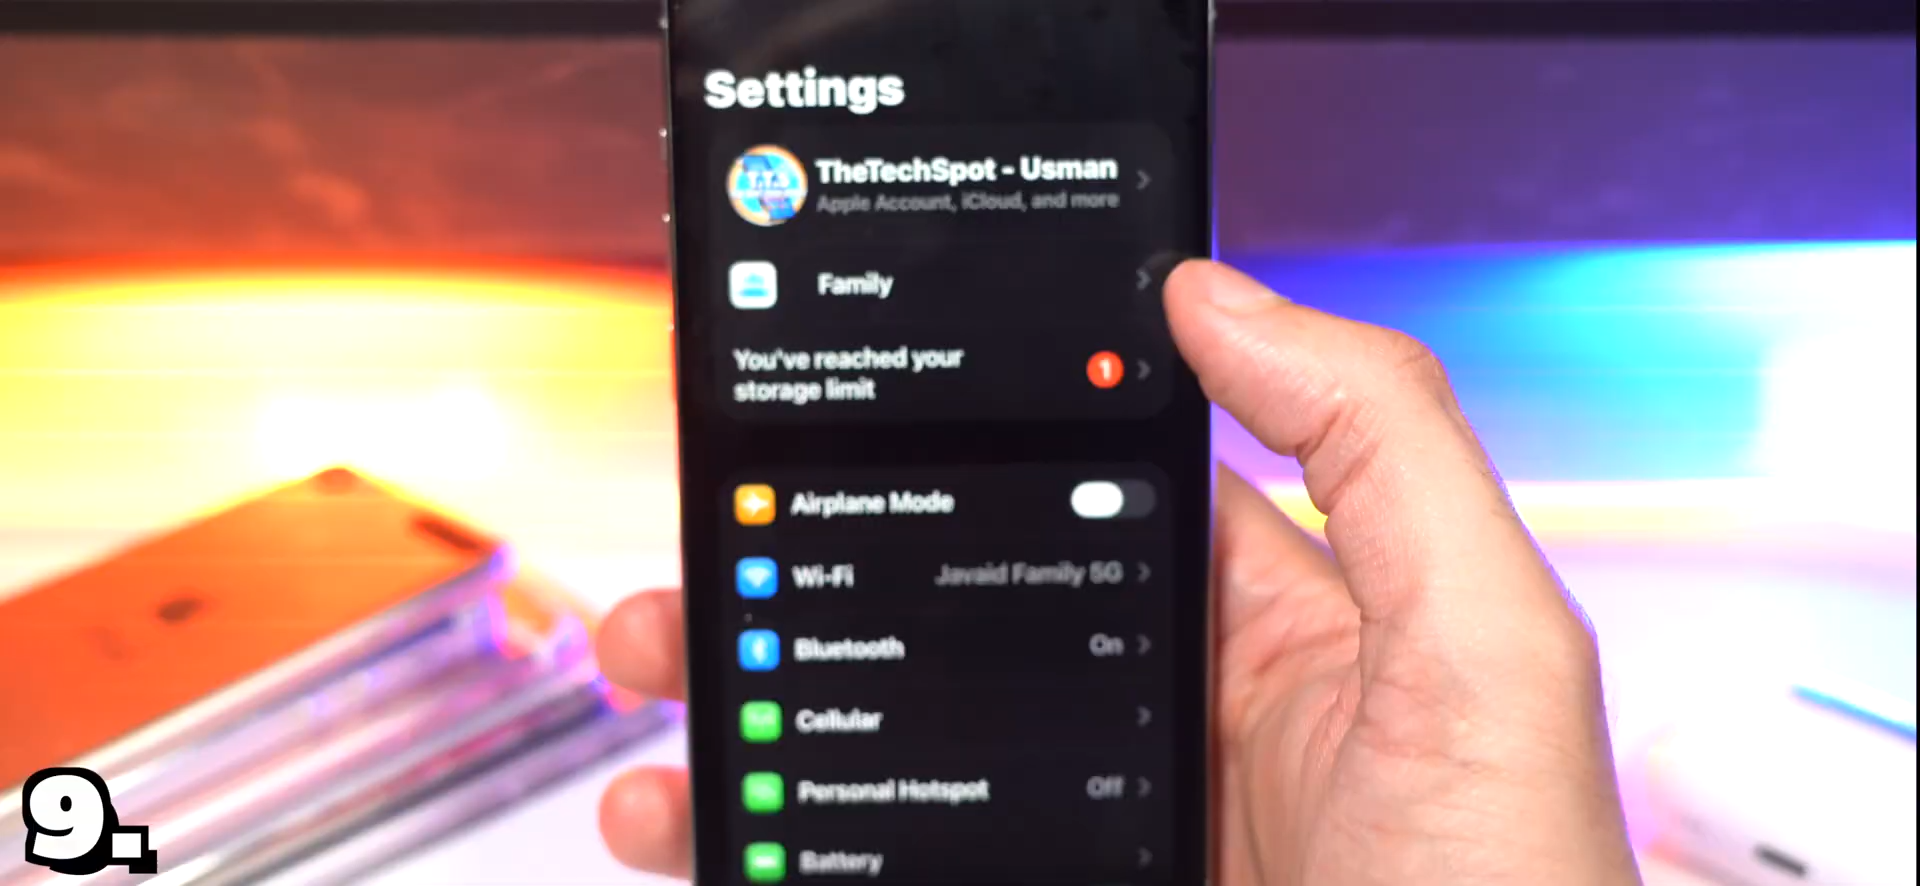 Settings
T.T.S
TheTechSpot - Usman
Apple Account, iCloud, and more
Family
You've reached your
storage limit
1
Airplane Mode
Wi-Fi
Javaid Family 5G
Bluetooth
On
Cellular
Personal Hotspot
Off
Battery
9.